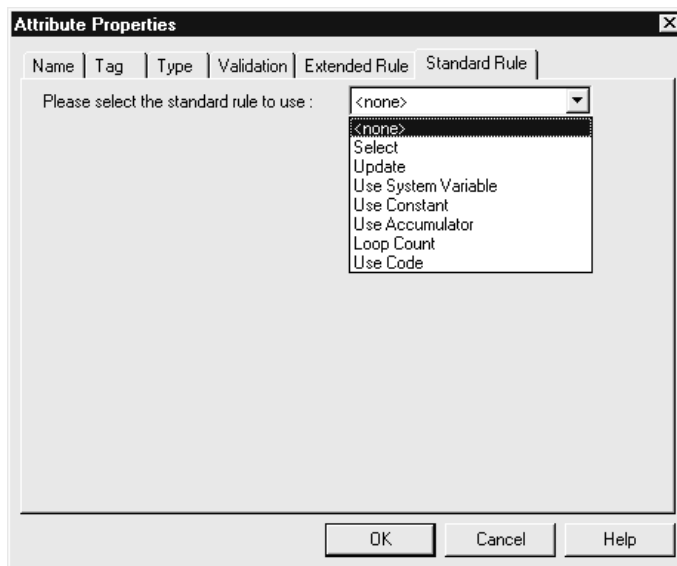 Attribute Properties
Name Tag Type Validation Extended Rule Standard Rule
Please select the standard rule to use : <none>
<none>
Select
Update
Use System Variable
Use Constant
Use Accumulator
Loop Count
Use Code
OK Cancel Help